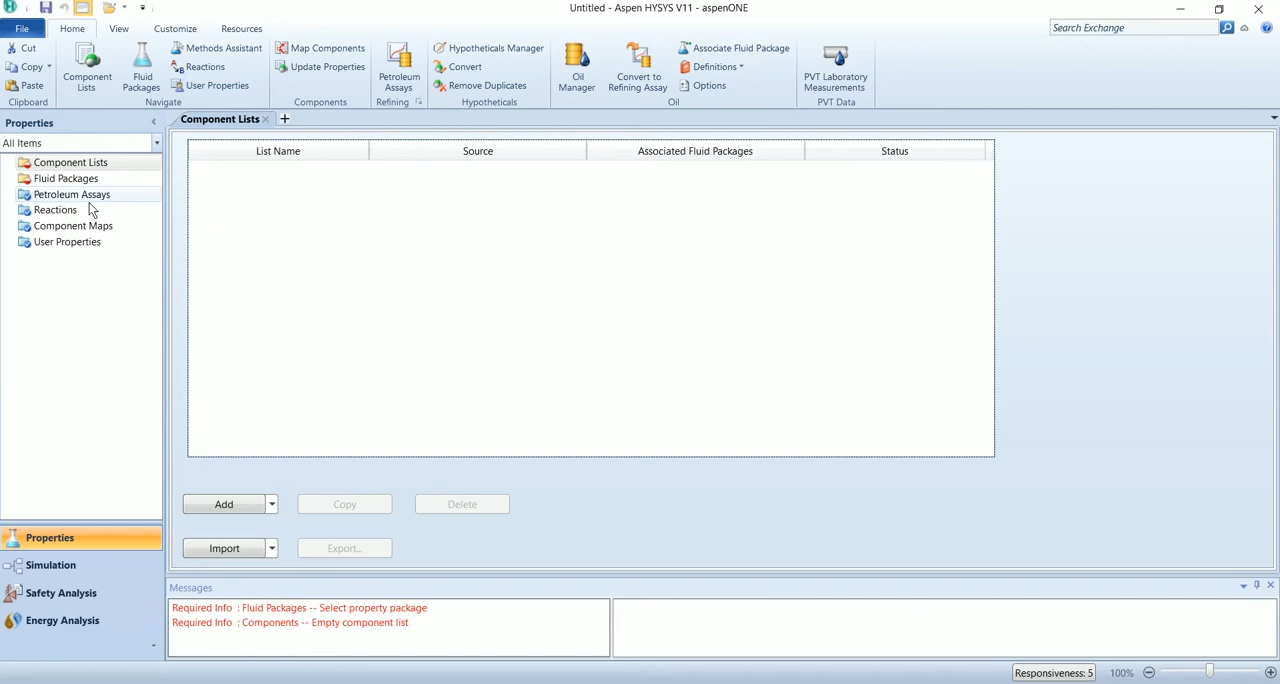 Untitled - Aspen HYSYS V11 - aspenONE
File Home View Customize Resources
Search Exchange
Cut
Copy
Paste
Clipboard
Component Lists
Fluid Packages
Methods Assistant
Reactions
User Properties
Navigate
Map Components
Update Properties
Components
Petroleum Assays
Refining
Hypotheticals Manager
Convert
Remove Duplicates
Hypotheticals
Oil Manager
Convert to Refining Assay
Associate Fluid Package
Definitions
Options
Oil
PVT Laboratory Measurements
PVT Data
Properties
All Items
Component Lists
Fluid Packages
Petroleum Assays
Reactions
Component Maps
User Properties
Properties
Simulation
Safety Analysis
Energy Analysis
Component Lists
List Name Source Associated Fluid Packages Status
Add Copy Delete
Import Export...
Messages
Required Info : Fluid Packages -- Select property package
Required Info : Components -- Empty component list
Responsiveness: 5 100%